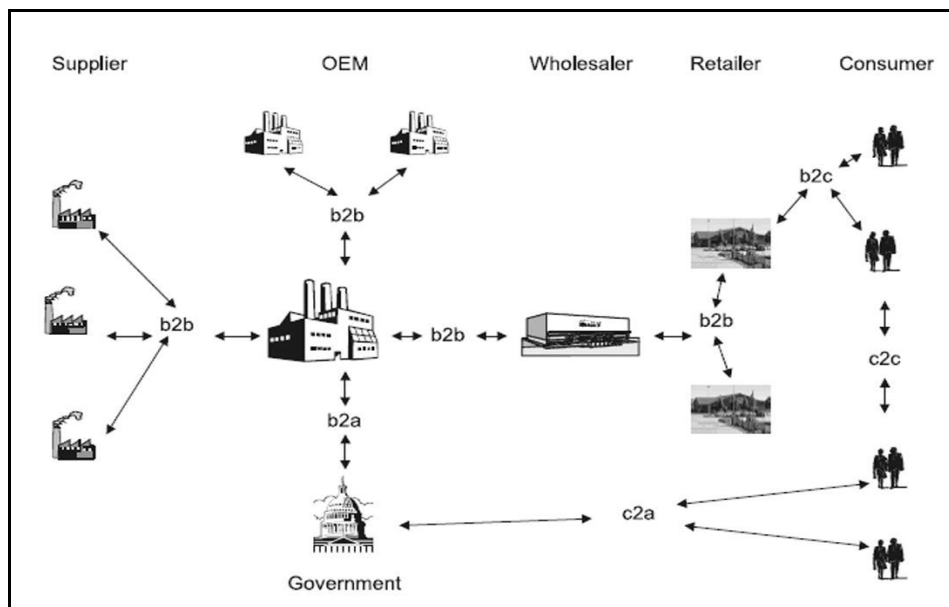 Supplier OEM Wholesaler Retailer Consumer
b2c
b2b
b2b b2b b2b
c2c
b2a
c2a
Government